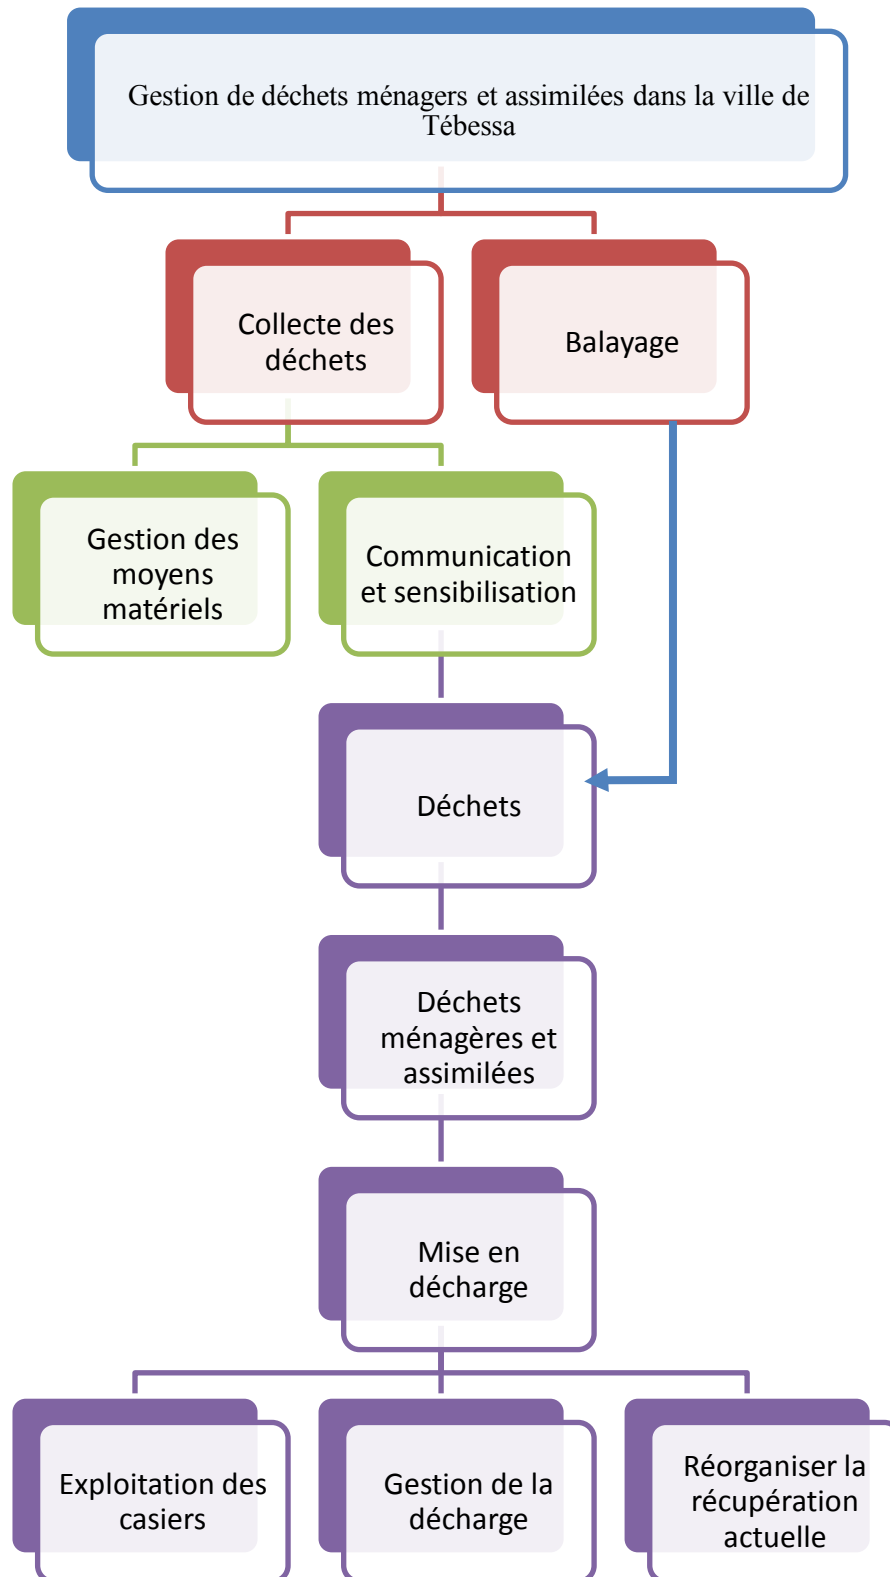 Gestion de déchets ménagers et assimilées dans la ville de
Tébessa
Collecte des
déchets
Balayage
Gestion des
moyens
matériels
Communication
et sensibilisation
Déchets
Déchets
ménagères et
assimilées
Mise en
décharge
Exploitation des
casiers
Gestion de la
décharge
Réorganiser la
récupération
actuelle